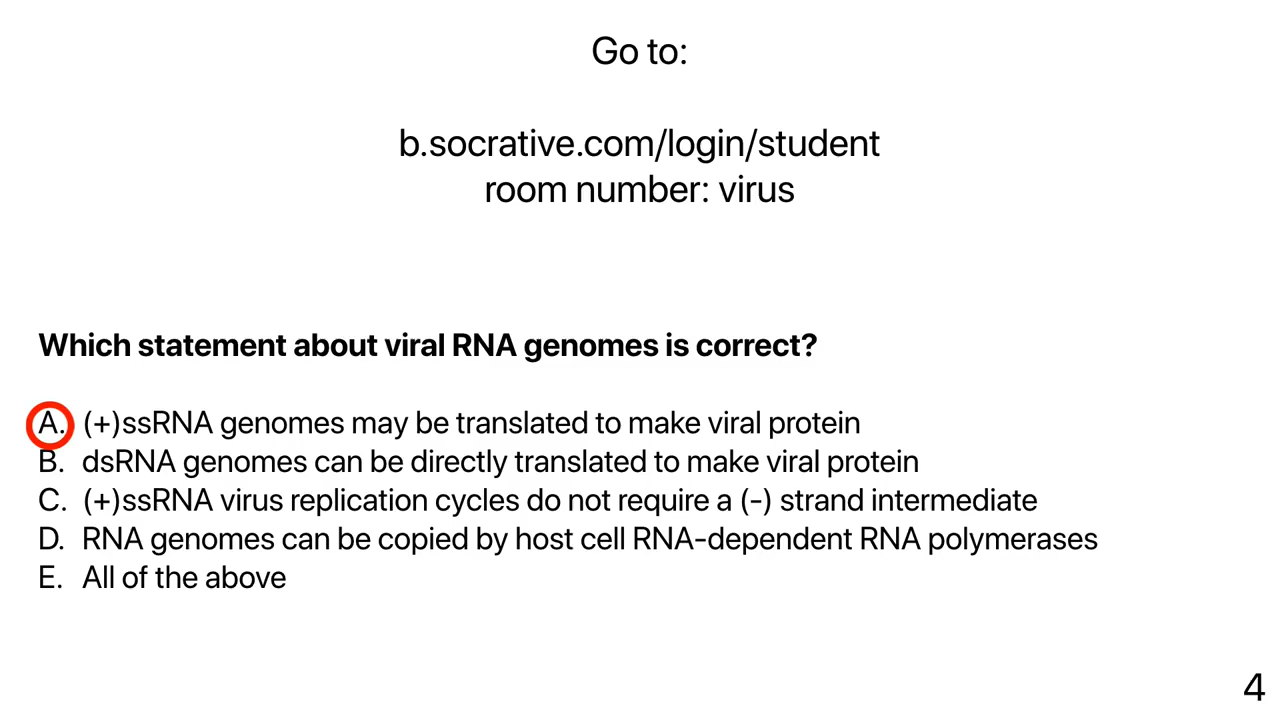 Go to:
b.socrative.com/login/student
room number: virus
Which statement about viral RNA genomes is correct?
A. (+)ssRNA genomes may be translated to make viral protein
B. dsRNA genomes can be directly translated to make viral protein
C. (+)ssRNA virus replication cycles do not require a (-) strand intermediate
D. RNA genomes can be copied by host cell RNA-dependent RNA polymerases
E. All of the above
4